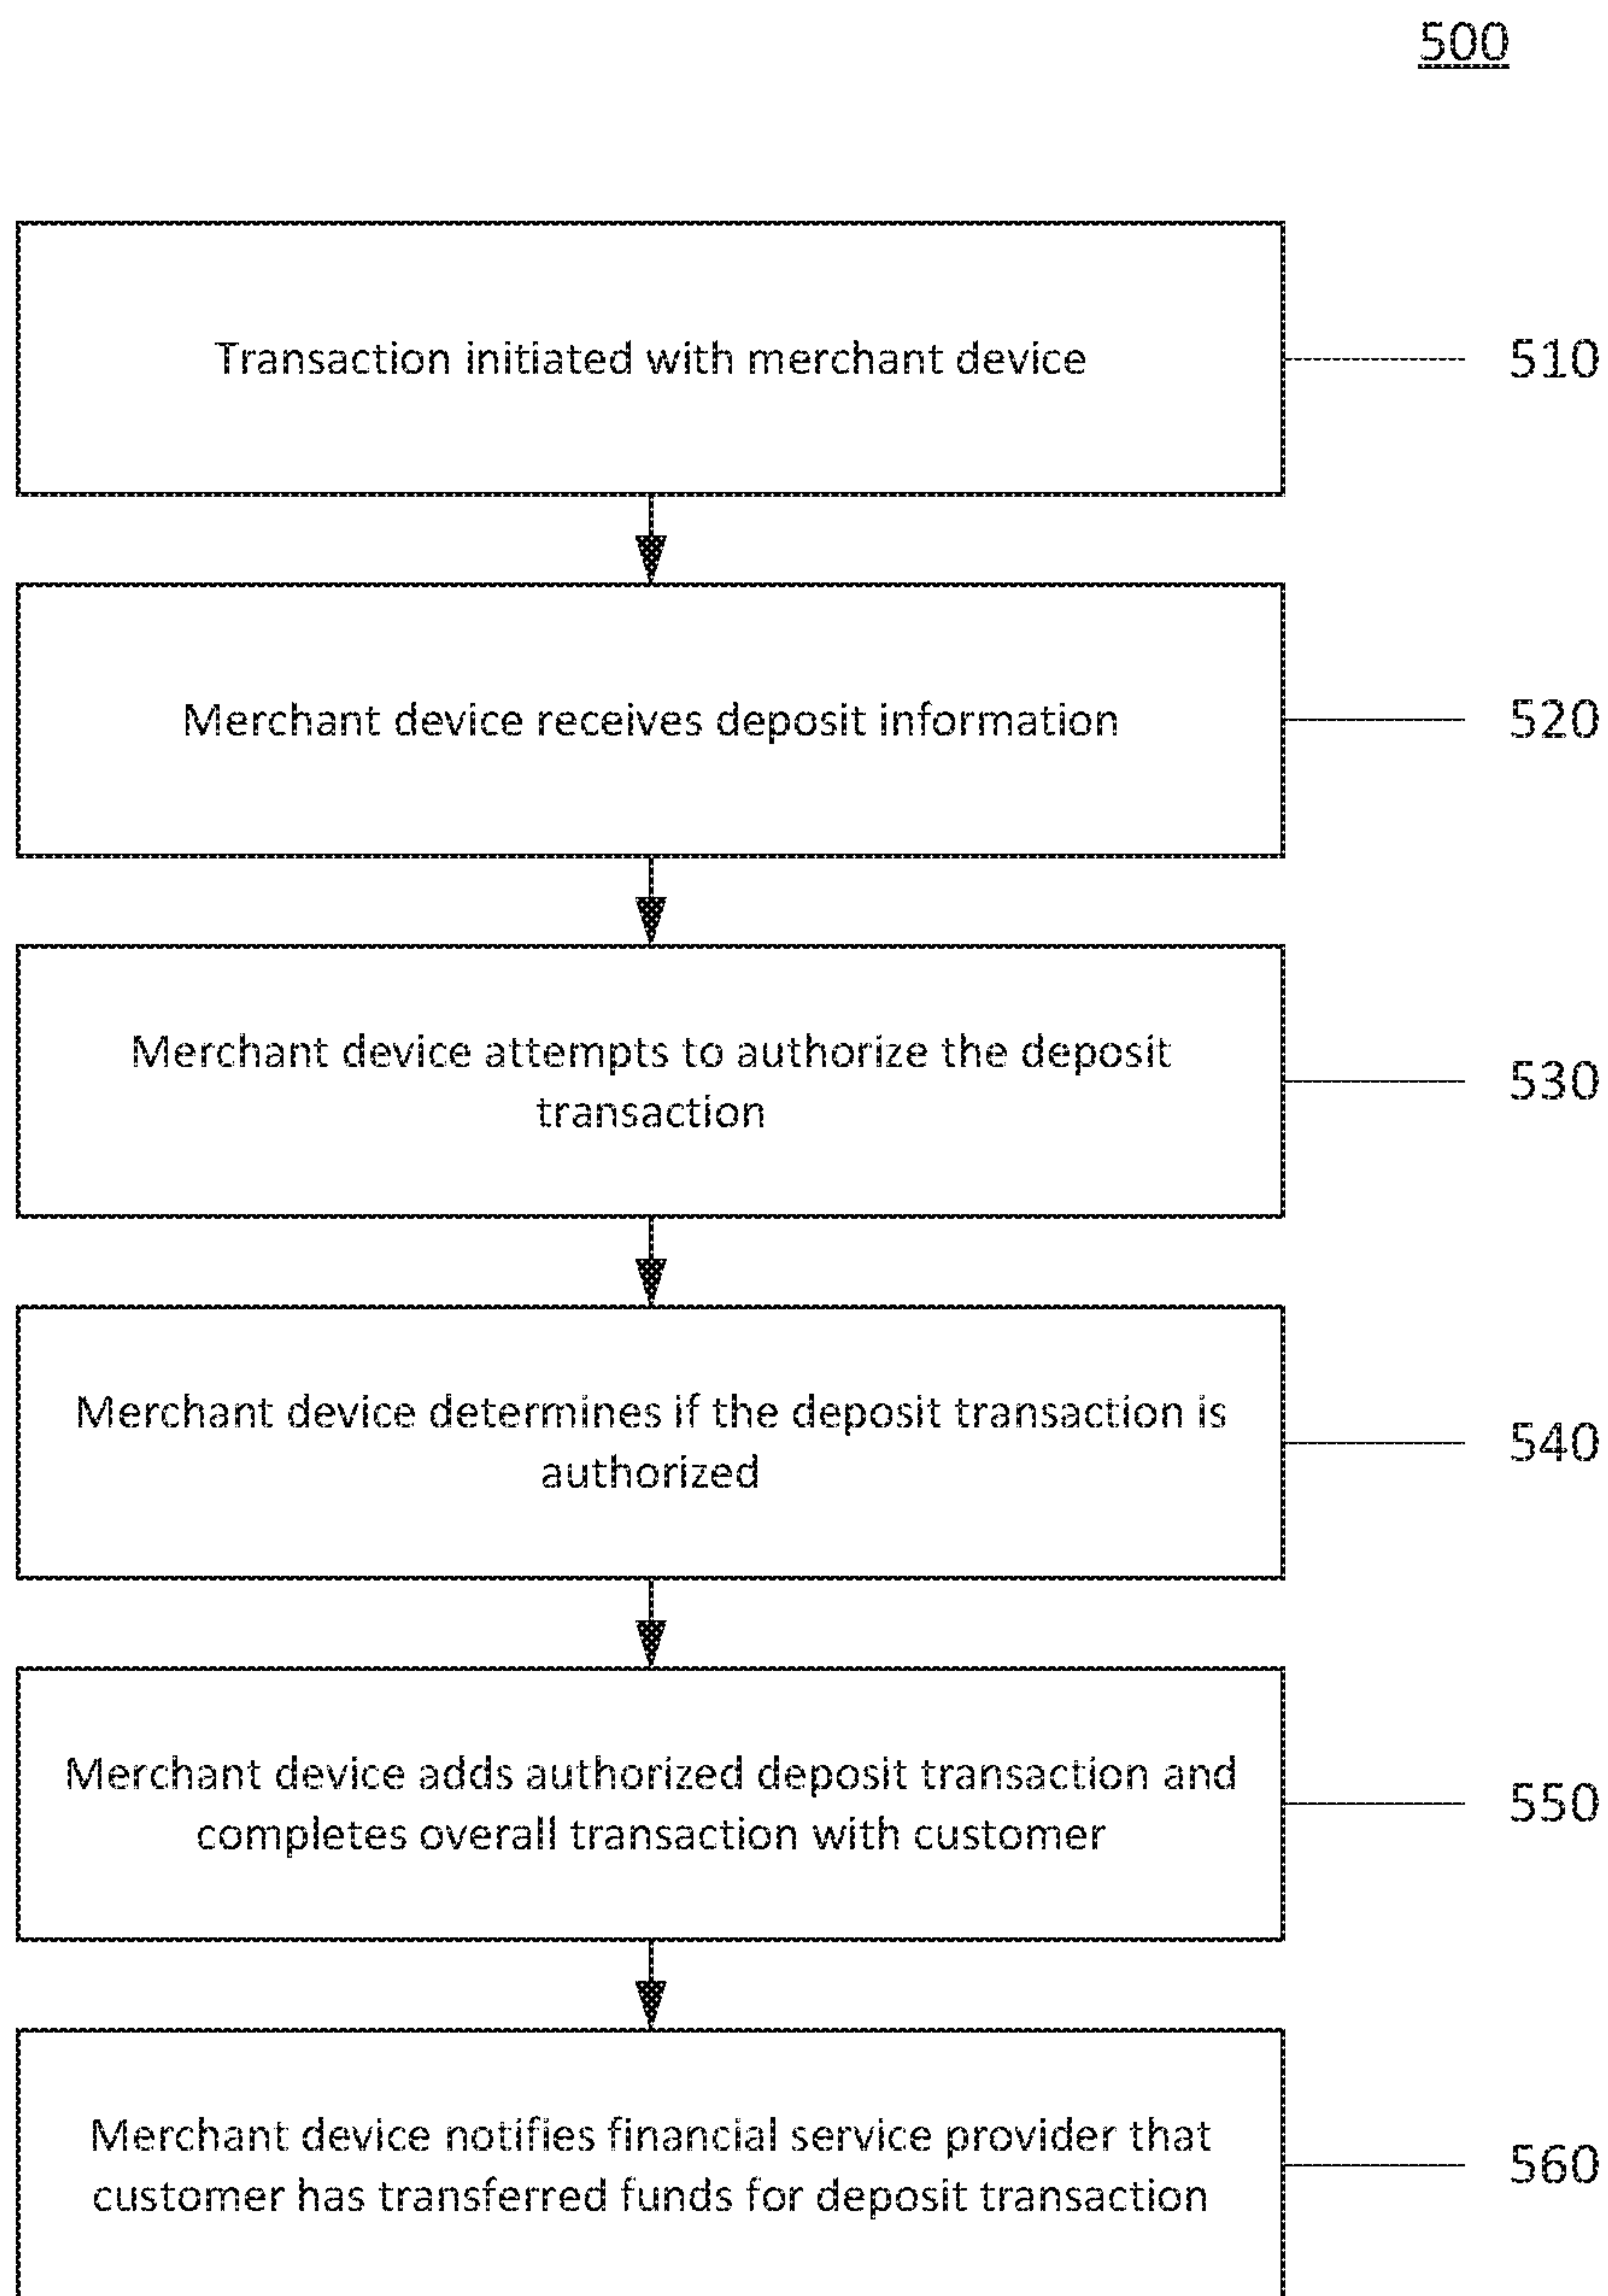 500
Transaction initiated with merchant device
510
Merchant device receives deposit information
520
Merchant device attempts to authorize the deposit
transaction
530
Merchant device determines if the deposit transaction is
authorized
540
Merchant device adds authorized deposit transaction and
completes overall transaction with customer
550
Merchant device notifies financial service provider that
customer has transferred funds for deposit transaction
560